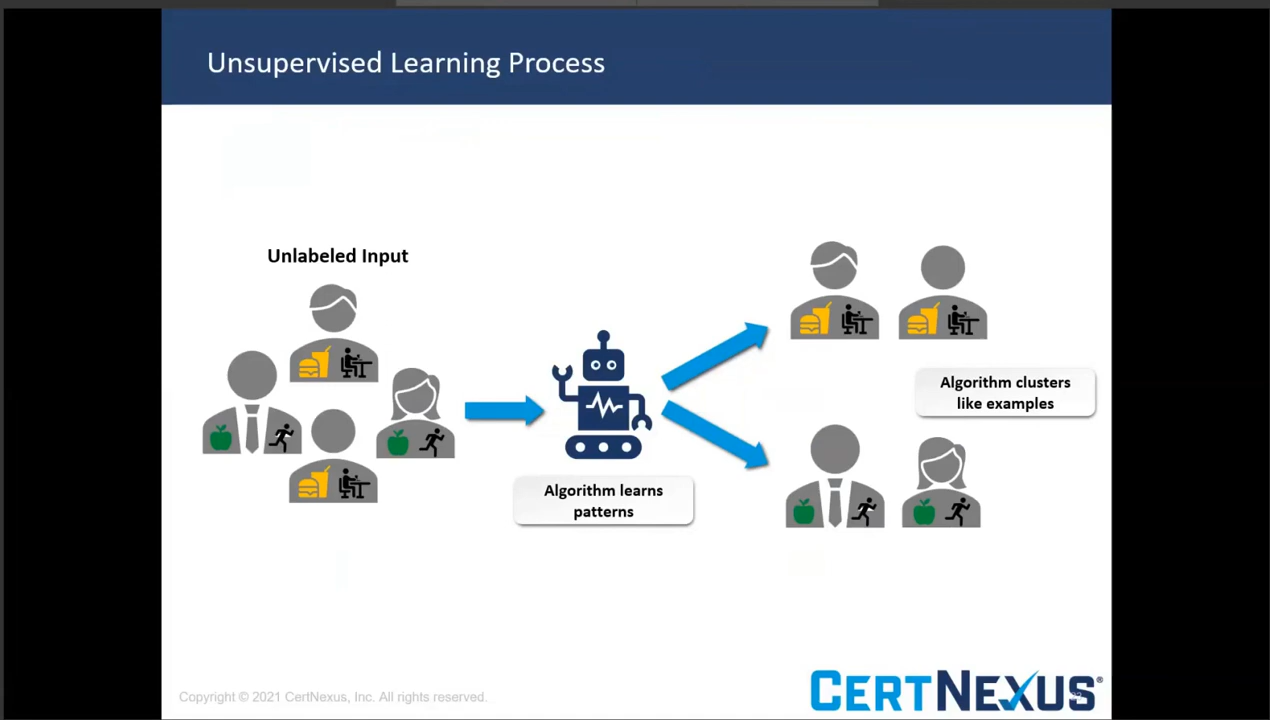 Unsupervised Learning Process
Unlabeled Input
Algorithm learns
patterns
Algorithm clusters
like examples
Copyright © 2021 CertNexus, Inc. All rights reserved.
CERTNEXUS®